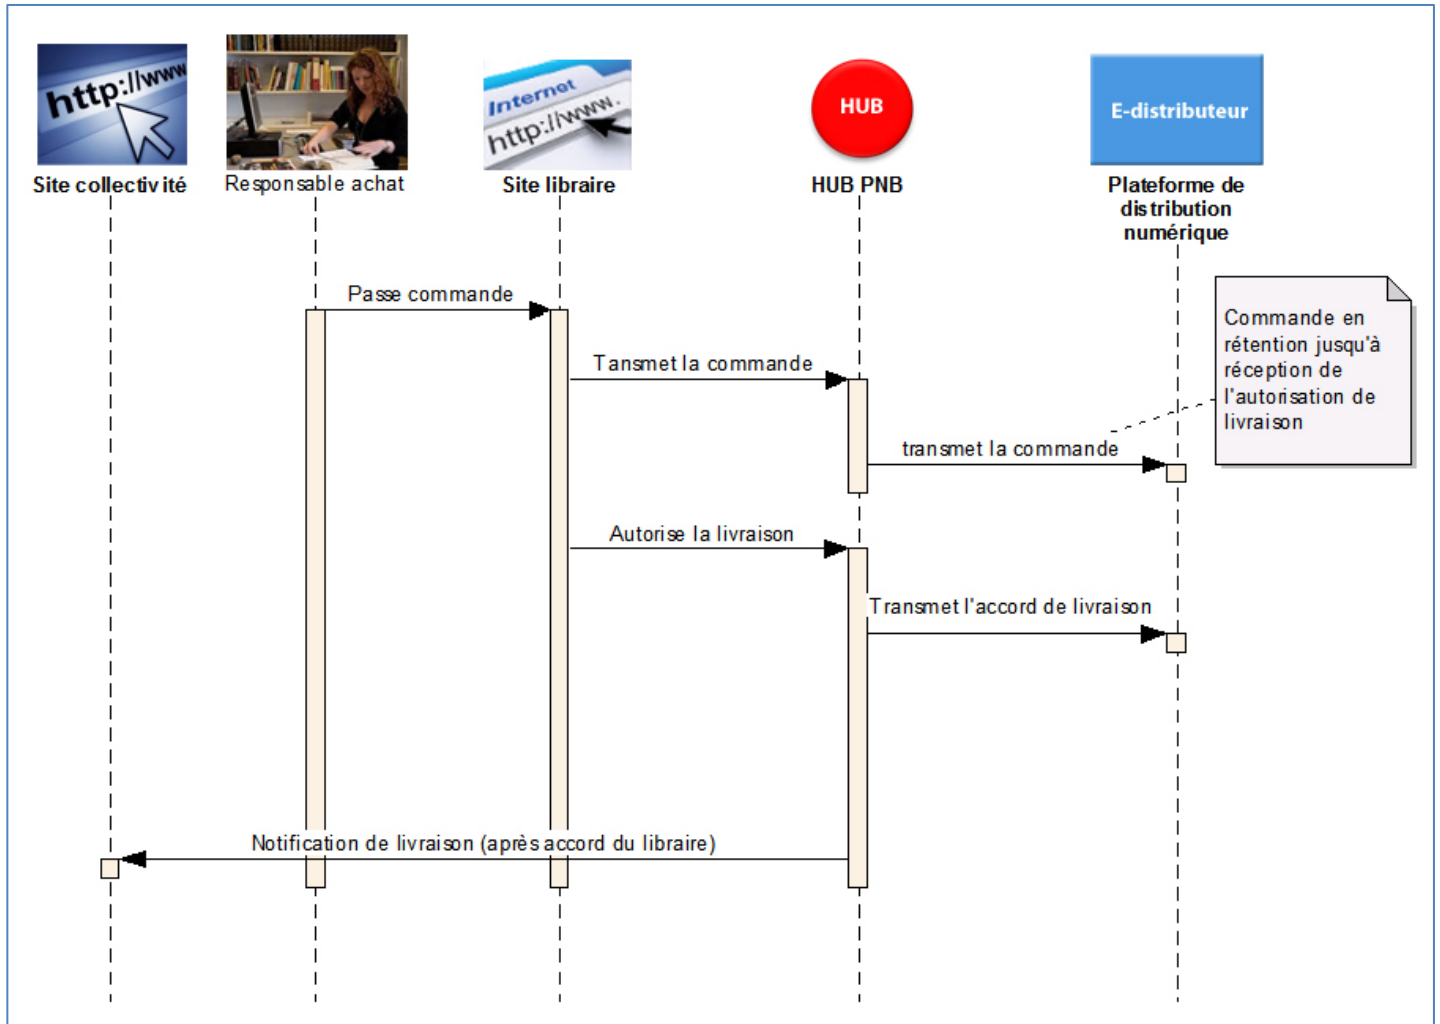 http://www
Internet
http://www.
HUB
E-distributeur
Site collectivité
Responsable achat
Site libraire
HUB PNB
Plateforme de
distribution
numérique
Passe commande
Tansmet la commande
Commande en
rétention jusqu'à
réception de
l'autorisation de
livraison
transmet la commande
Autorise la livraison
Transmet l'accord de livraison
Notification de livraison (après accord du libraire)